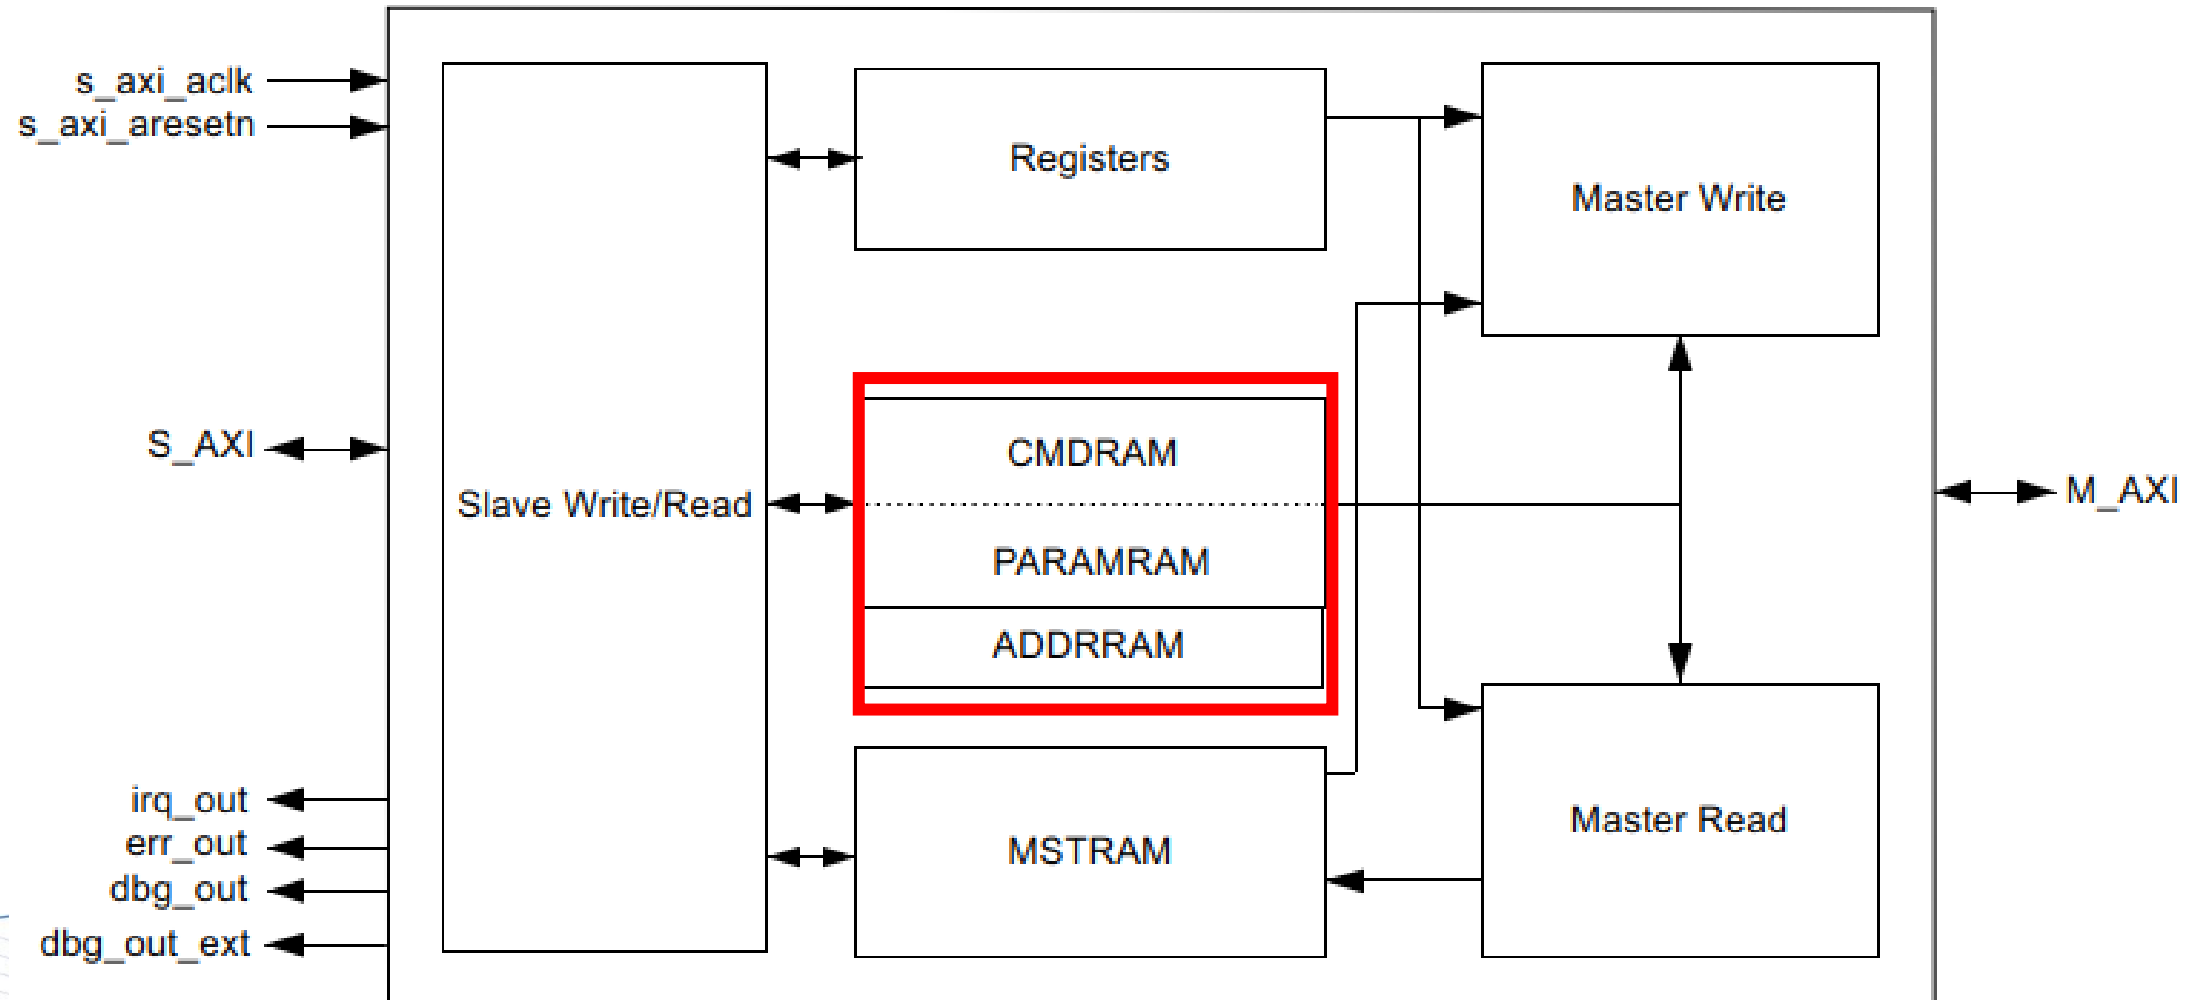 s_axi_aclk
s_axi_aresetn
Registers
Master Write
S_AXI
Slave Write/Read
CMDRAM
PARAMRAM
ADDRRAM
M_AXI
irq_out
err_out
dbg_out
dbg_out_ext
MSTRAM
Master Read